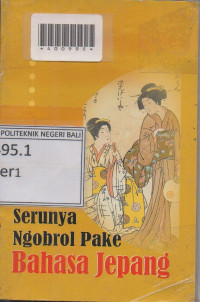 POLITEKNIK NEGERI BALI
95.1
er1
Serunya
Ngobrol Pake
Bahasa Jepang